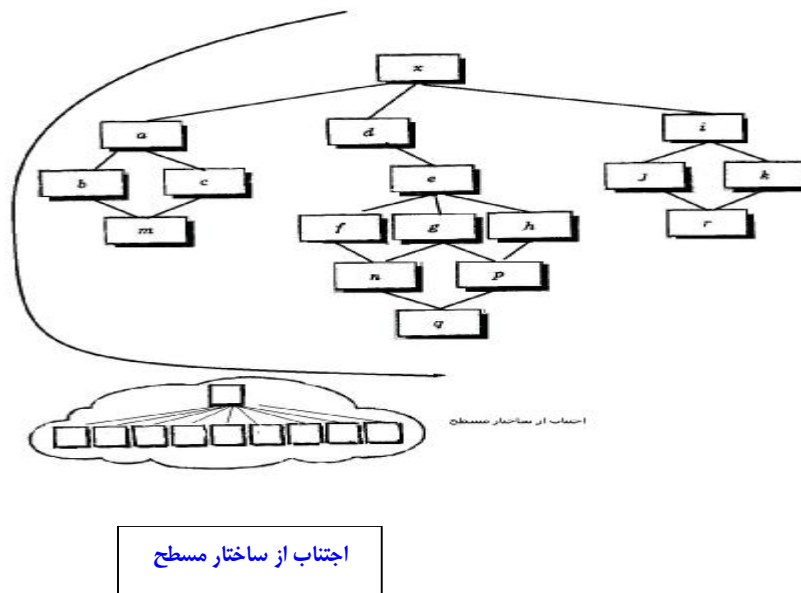 x
a d i
b c e J k
m f g h r
n p
q
اجتناب از ساختار مسطح
اجتناب از ساختار مسطح